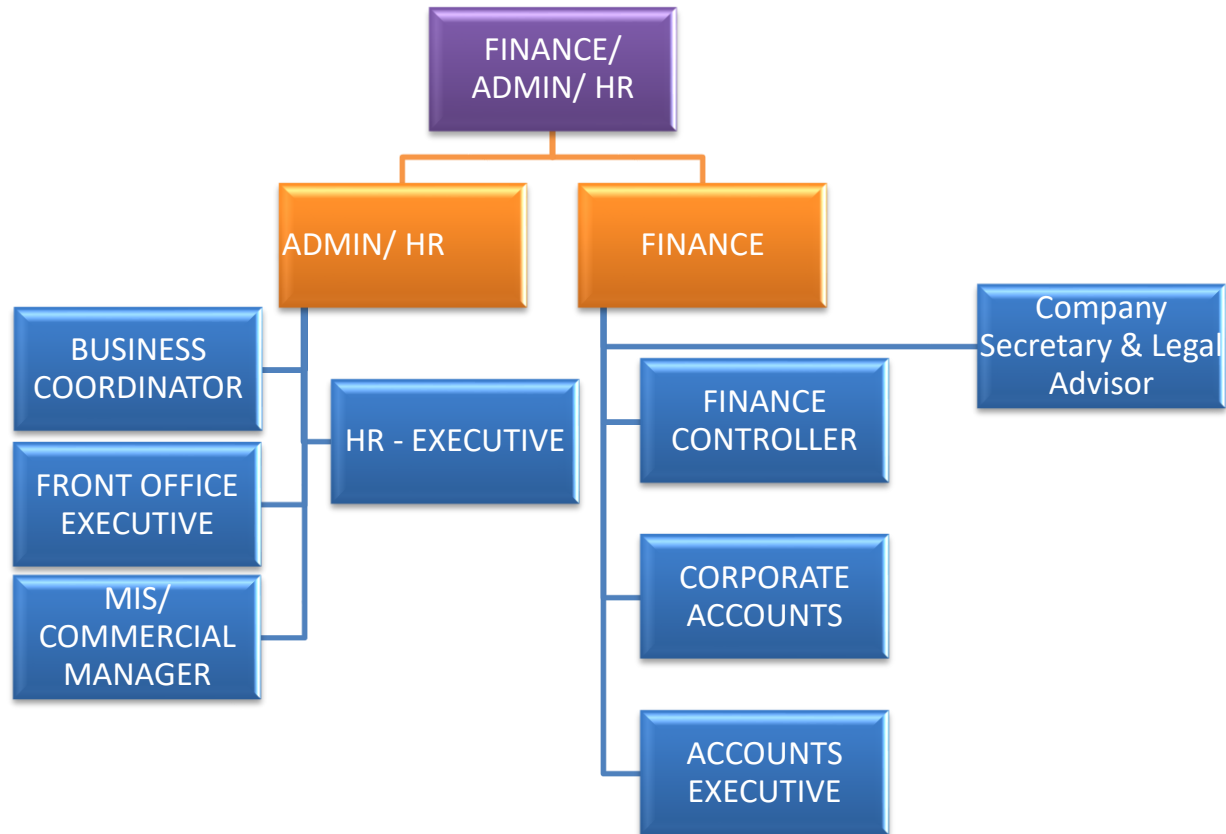 FINANCE/
ADMIN/ HR
ADMIN/ HR
FINANCE
BUSINESS
COORDINATOR
HR - EXECUTIVE
FRONT OFFICE
EXECUTIVE
MIS/
COMMERCIAL
MANAGER
Company
Secretary & Legal
Advisor
FINANCE
CONTROLLER
CORPORATE
ACCOUNTS
ACCOUNTS
EXECUTIVE